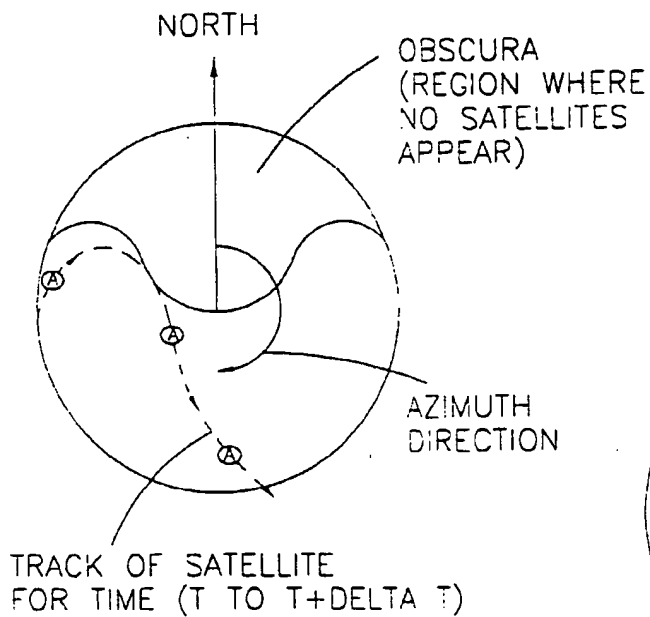 NORTH
OBSCURA
(REGION WHERE
NO SATELLITES
APPEAR)
A
A
A
AZIMUTH
DIRECTION
TRACK OF SATELLITE
FOR TIME (T TO T+DELTA T)